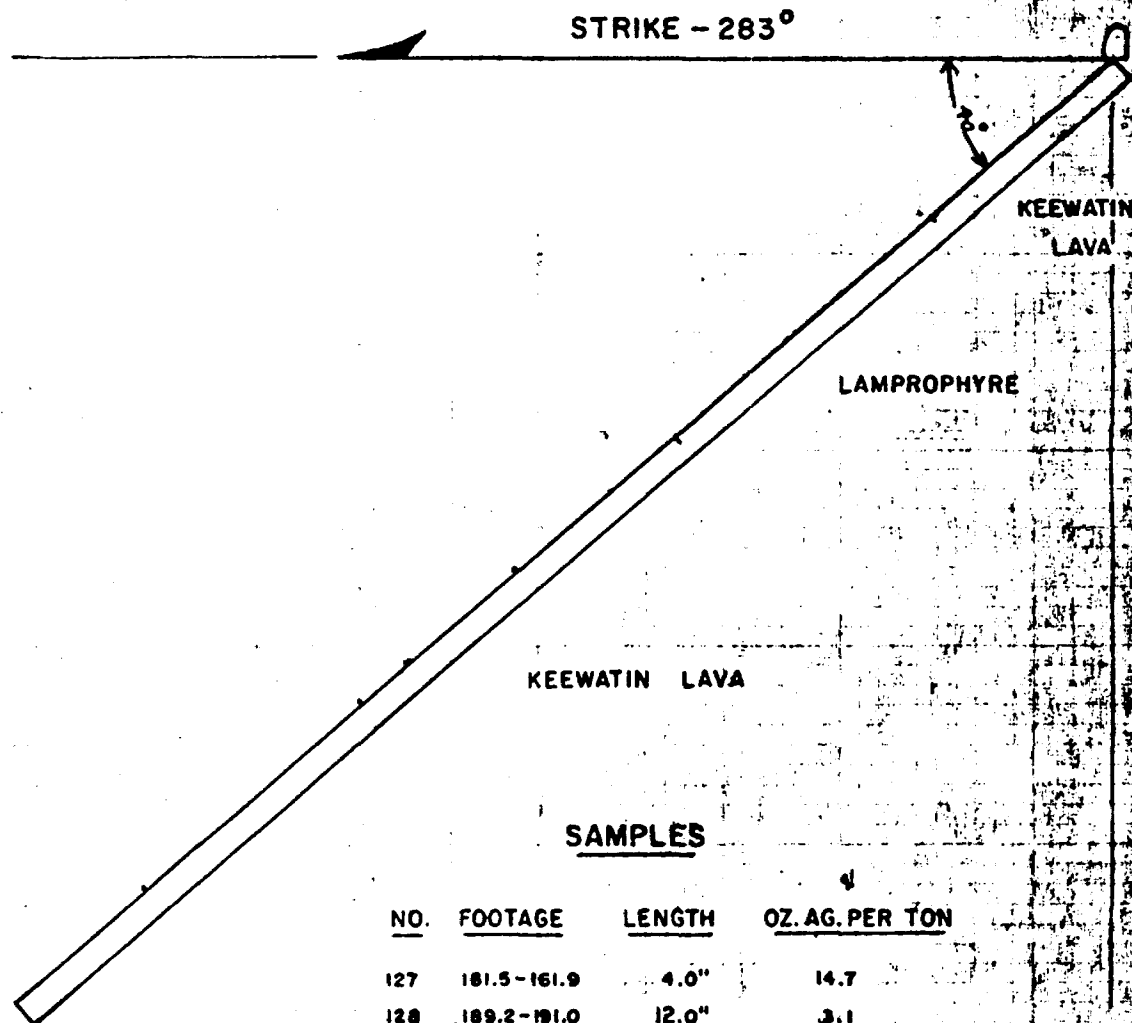 STRIKE - 283°
KEEWATIN
LAVA
LAMPROPHYRE
KEEWATIN LAVA
SAMPLES
NO. FOOTAGE LENGTH OZ. AG. PER TON
127 161.5-161.9 4.0" 14.7
128 189.2-191.0 12.0" 3.1